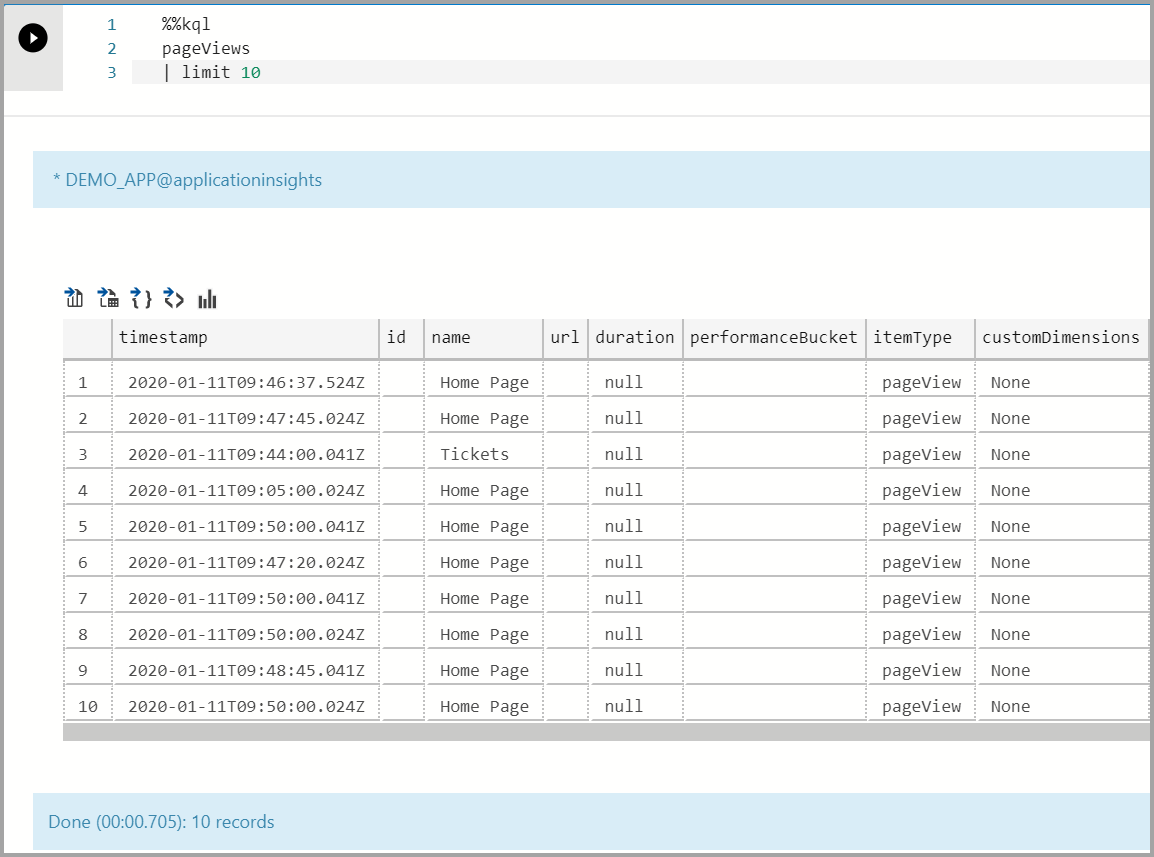 1 %%kql
2 pageViews
3 | limit 10
* DEMO_APP@applicationinsights
timestamp id name url duration performanceBucket itemType customDimensions
1 2020-01-11T09:46:37.524Z Home Page null pageView None
2 2020-01-11T09:47:45.024Z Home Page null pageView None
3 2020-01-11T09:44:00.041Z Tickets null pageView None
4 2020-01-11T09:05:00.024Z Home Page null pageView None
5 2020-01-11T09:50:00.041Z Home Page null pageView None
6 2020-01-11T09:47:20.024Z Home Page null pageView None
7 2020-01-11T09:50:00.041Z Home Page null pageView None
8 2020-01-11T09:50:00.024Z Home Page null pageView None
9 2020-01-11T09:48:45.041Z Home Page null pageView None
10 2020-01-11T09:50:00.024Z Home Page null pageView None
Done (00:00.705): 10 records